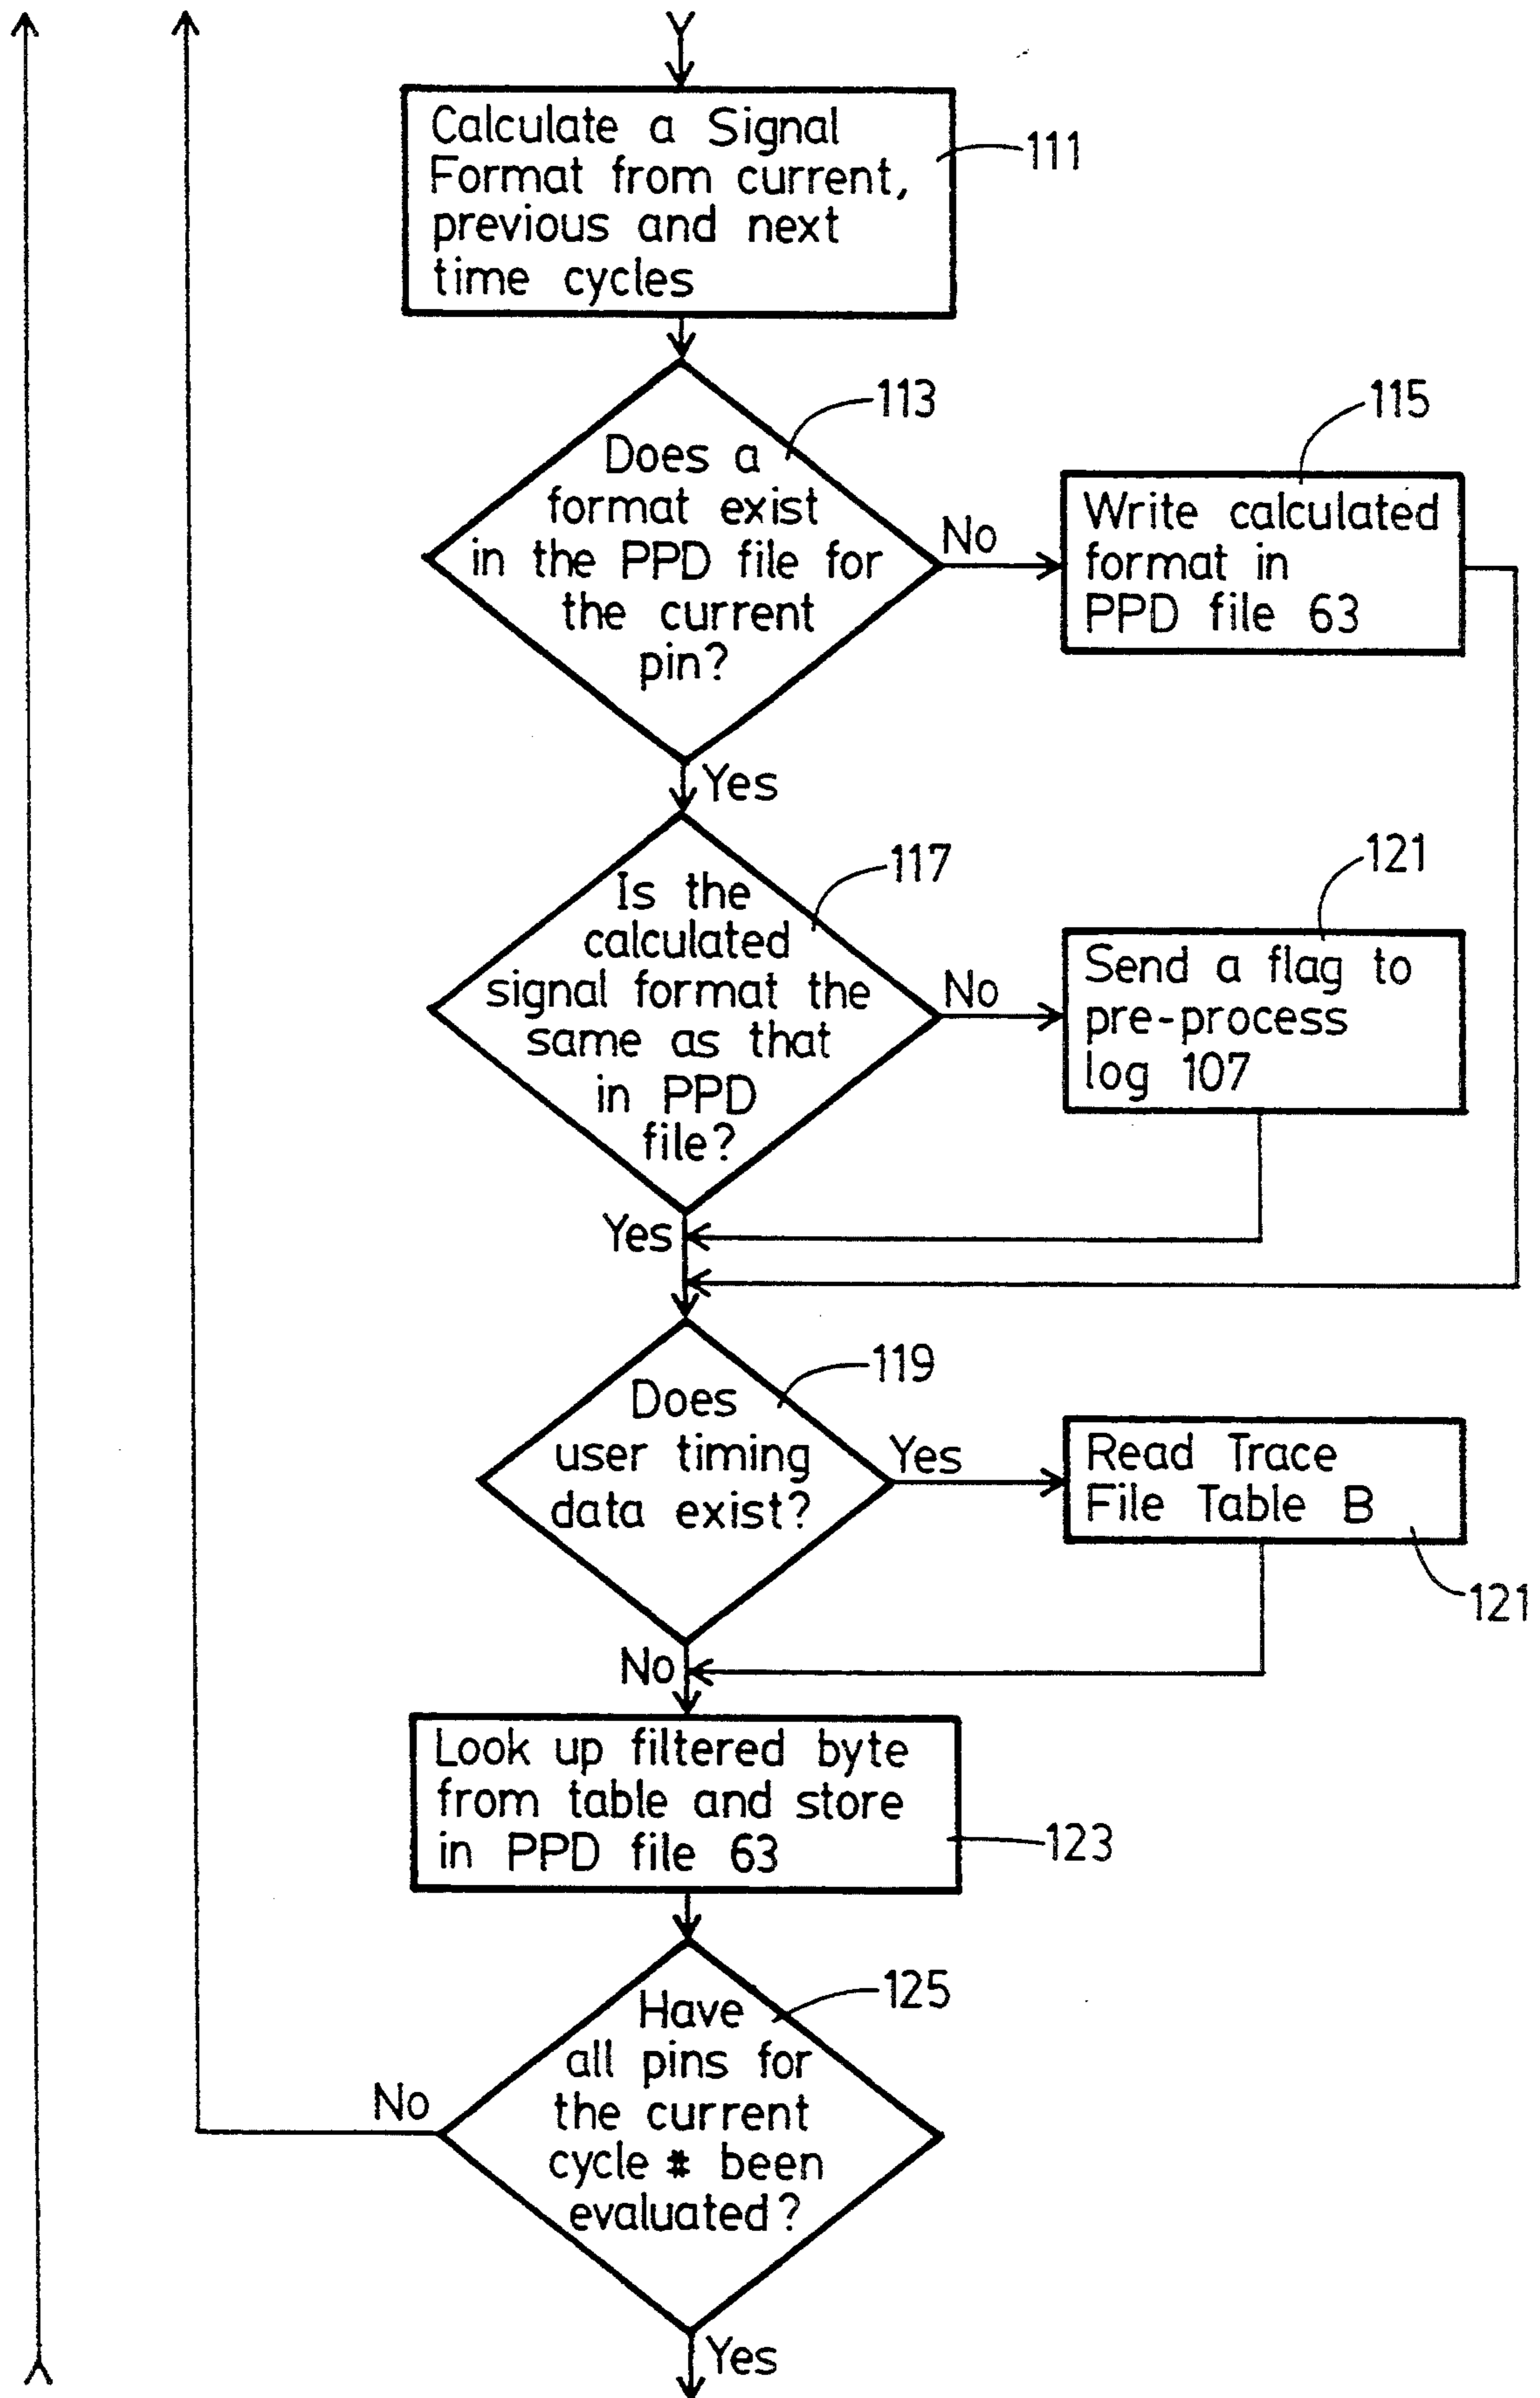 Calculate a Signal
Format from current,
previous and next
time cycles
111
113
Does a
format exist
in the PPD file for
the current
pin?
No
115
Write calculated
format in
PPD file 63
Yes
117
Is the
calculated
signal format the
same as that
in PPD
file?
No
121
Send a flag to
pre-process
log 107
Yes
119
Does
user timing
data exist?
Yes
Read Trace
File Table B
121
No
Look up filtered byte
from table and store
in PPD file 63
123
125
Have
all pins for
the current
cycle # been
evaluated?
No
Yes